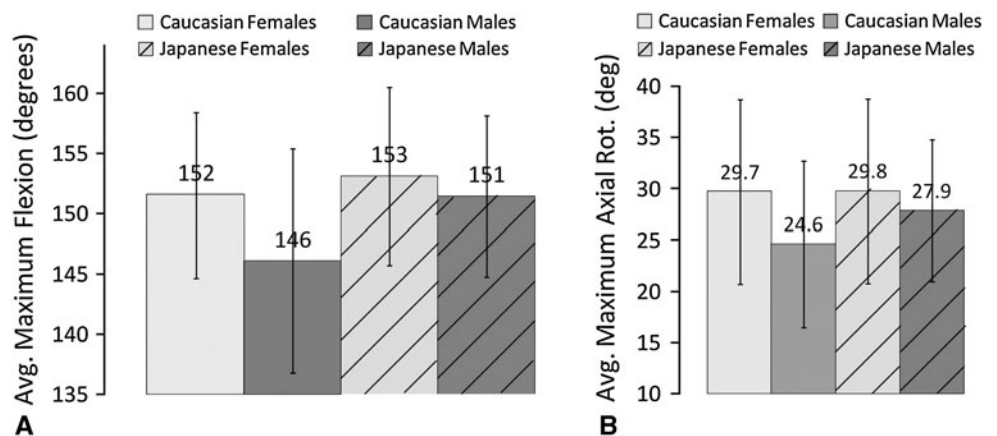 Caucasian Females Caucasian Males
Japanese Females Japanese Males
Avg. Maximum Flexion (degrees)
160
155
150
145
140
135
152
146
153
151
A
Caucasian Females Caucasian Males
Japanese Females Japanese Males
Avg. Maximum Axial Rot. (deg)
40
35
30
25
20
15
10
29.7
24.6
29.8
27.9
B